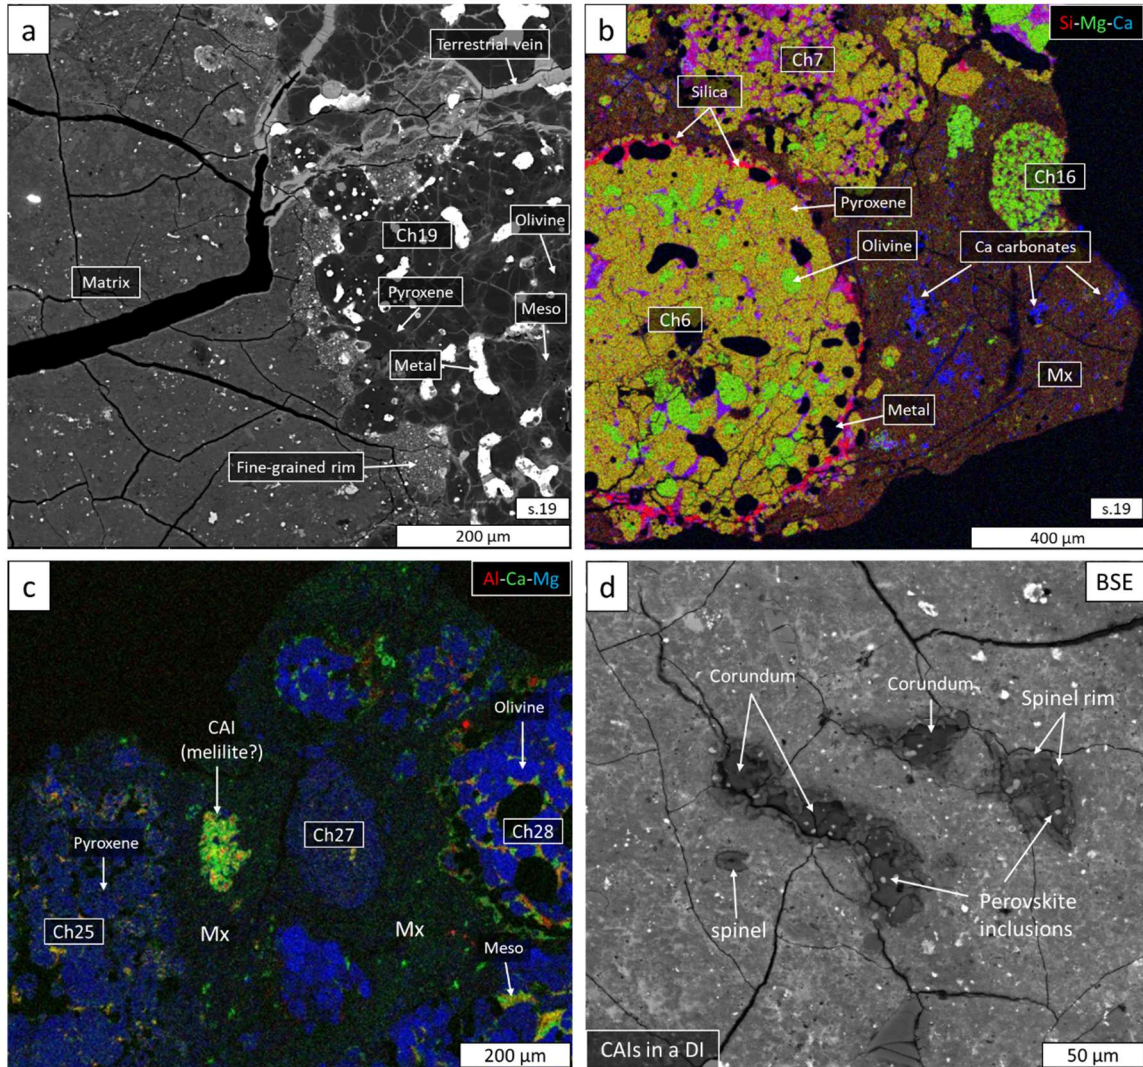 a
Terrestrial vein
Ch19
Olivine
Matrix
Pyroxene
Meso
Metal
Fine-grained rim
s.19
200 µm
b
Si-Mg-Ca
Ch7
Silica
Ch16
Pyroxene
Olivine
Ca carbonates
Ch6
Mx
Metal
s.19
400 µm
c
Al-Ca-Mg
Olivine
CAI
(melilite?)
Ch27
Ch28
Pyroxene
Ch25
Mx
Mx
Meso
200 µm
d
BSE
Corundum
Corundum
Spinel rim
spinel
Perovskite
inclusions
CAIs in a DI
50 µm